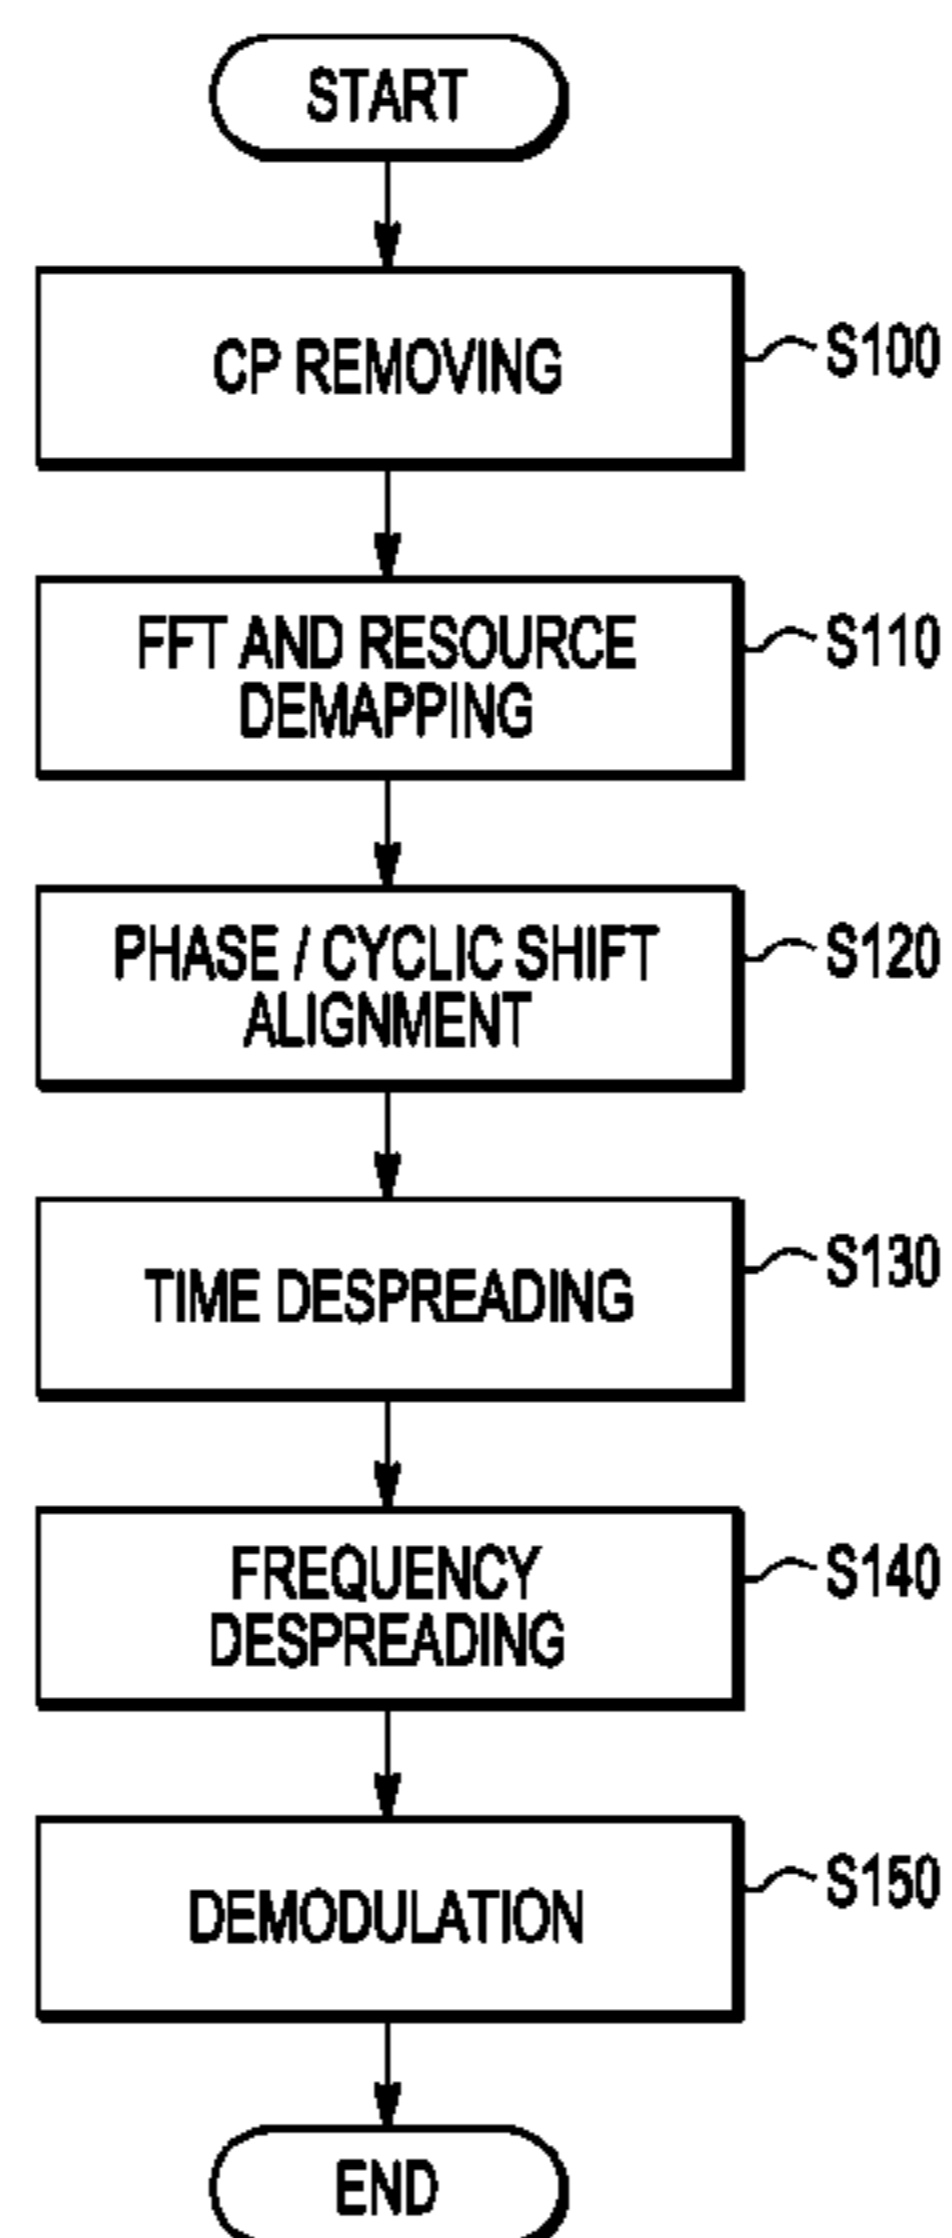 START
CP REMOVING
S100
FFT AND RESOURCE
DEMAPPING
S110
PHASE / CYCLIC SHIFT
ALIGNMENT
S120
TIME DESPREADING
S130
FREQUENCY
DESPREADING
S140
DEMODULATION
S150
END